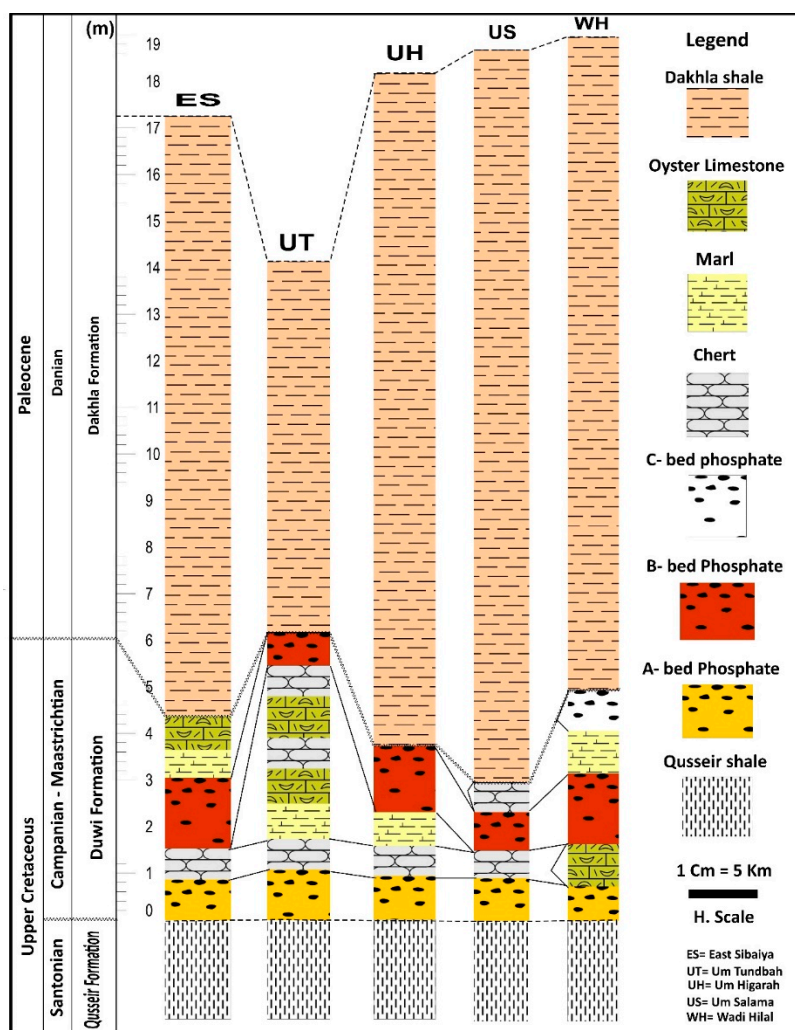 (m)
19
18
17
16
15
14
13
12
11
10
9
8
7
6
5
4
3
2
1
0
Paleocene
Danian
Dakhla Formation
Upper Cretaceous
Campanian - Maastrichtian
Duwi Formation
Santonian
Qusseir Formation
ES
UT
UH
US
WH
Legend
Dakhla shale
Oyster Limestone
Marl
Chert
C- bed phosphate
B- bed Phosphate
A- bed Phosphate
Qusseir shale
1 Cm = 5 Km
H. Scale
ES= East Sibaiya
UT= Um Tundbah
UH= Um Higarah
US= Um Salama
WH= Wadi Hilal